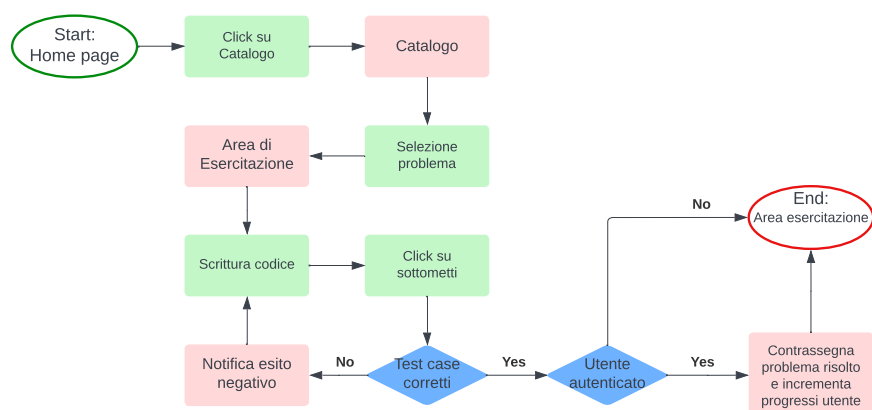 Start:
Home page
Click su
Catalogo
Catalogo
Area di
Esercitazione
Selezione
problema
No
End:
Area esercitazione
Scrittura codice
Click su
sottometti
Notifica esito
negativo
No
Test case
corretti
Yes
Utente
autenticato
Yes
Contrassegna
problema risolto
e incrementa
progressi utente